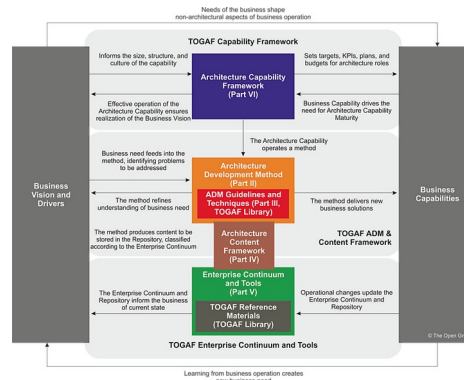 Needs of the business shape
non-architectural aspects of business operation
TOGAF Capability Framework
Informs the size, structure, and
culture of the capability
Sets targets, KPIs, plans, and
budgets for architecture roles
Architecture Capability
Framework
(Part VI)
Effective operation of the
Architecture Capability ensures
realization of the Business Vision
Business Capability drives the
need for Architecture Capability
Maturity
The Architecture Capability
operates a method
Business need feeds into the
method, identifying problems
to be addressed
Architecture
Development Method
(Part II)
ADM Guidelines and
Techniques (Part III,
TOGAF Library)
Business
Vision and
Drivers
Business
Capabilities
The method refines
understanding of business need
The method delivers new
business solutions
The method produces content to be
stored in the Repository, classified
according to the Enterprise Continuum
Architecture
Content
Framework
(Part IV)
TOGAF ADM &
Content Framework
Enterprise Continuum
and Tools
(Part V)
The Enterprise Continuum and
Repository inform the business
of current state
Operational changes update the
Enterprise Continuum and
Repository
TOGAF Reference
Materials
(TOGAF Library)
© The Open Gr
TOGAF Enterprise Continuum and Tools
Learning from business operation creates